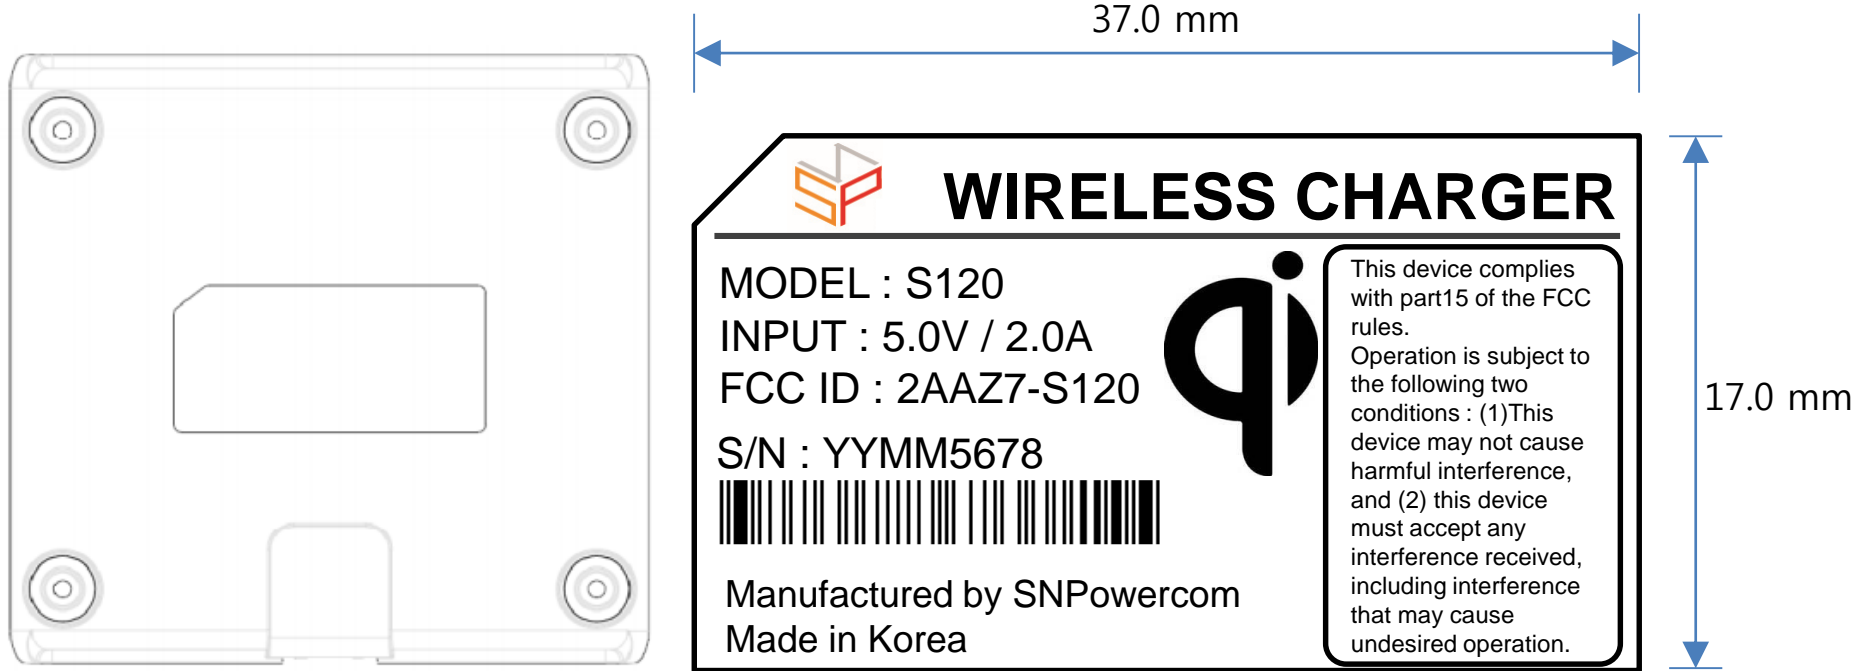 37.0 mm
SP
WIRELESS CHARGER
MODEL : S120
INPUT : 5.0V / 2.0A
FCC ID : 2AAZ7-S120
S/N : YYMM5678
Manufactured by SNPowercom
Made in Korea
qi
This device complies
with part15 of the FCC
rules.
Operation is subject to
the following two
conditions : (1)This
device may not cause
harmful interference,
and (2) this device
must accept any
interference received,
including interference
that may cause
undesired operation.
17.0 mm